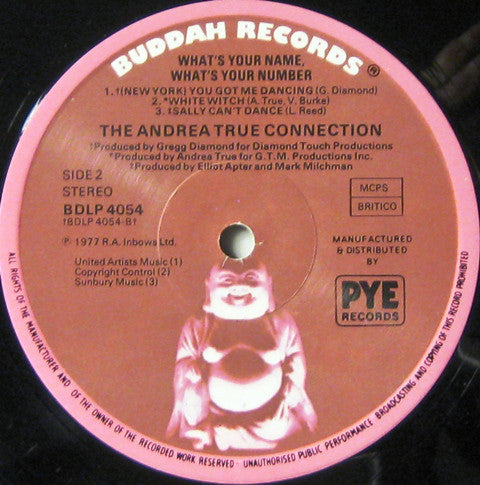 BUDDAH RECORDS®
WHAT'S YOUR NAME,
WHAT'S YOUR NUMBER
1. †(NEW YORK) YOU GOT ME DANCING (G. Diamond)
2. *WHITE WITCH (A. True, V. Burke)
3. ‡SALLY CAN'T DANCE (L. Reed)
THE ANDREA TRUE CONNECTION
†Produced by Gregg Diamond for Diamond Touch Productions
*Produced by Andrea True for G.T.M. Productions Inc.
‡Produced by Elliot Apter and Mark Milchman
SIDE 2
STEREO
BDLP 4054
†BDLP 4054-B†
MCPS
BRITICO
℗ 1977 R.A. Inbows Ltd.
MANUFACTURED
& DISTRIBUTED
BY
United Artists Music (1)
Copyright Control (2)
Sunbury Music (3)
PYE
RECORDS
ALL RIGHTS OF THE MANUFACTURER AND OF THE OWNER OF THE RECORDED WORK RESERVED - UNAUTHORISED PUBLIC PERFORMANCE BROADCASTING AND COPYING OF THIS RECORD PROHIBITED